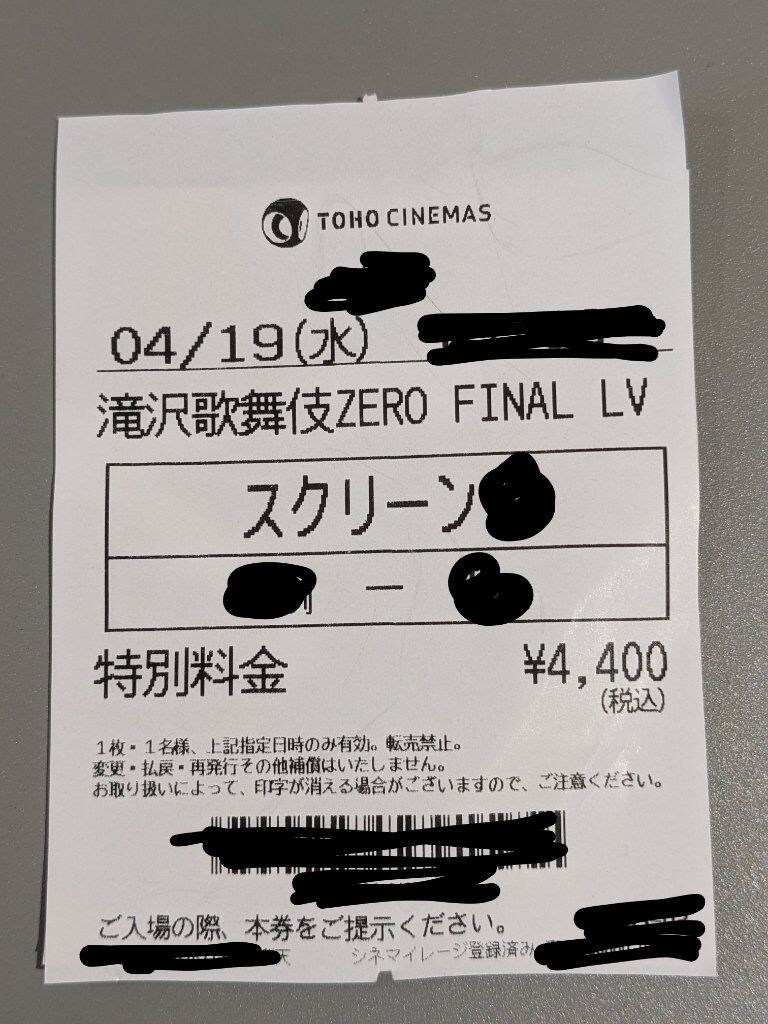 TOHO CINEMAS
04/19(水)
滝沢歌舞伎ZERO FINAL LV
スクリーン
－
特別料金 ¥4,400
(税込)
1枚・1名様、上記指定日時のみ有効。転売禁止。
変更・払戻・再発行その他補償はいたしません。
お取り扱いによって、印字が消える場合がございますので、ご注意ください。
ご入場の際、本券をご提示ください。
天 シネマイレージ登録済み